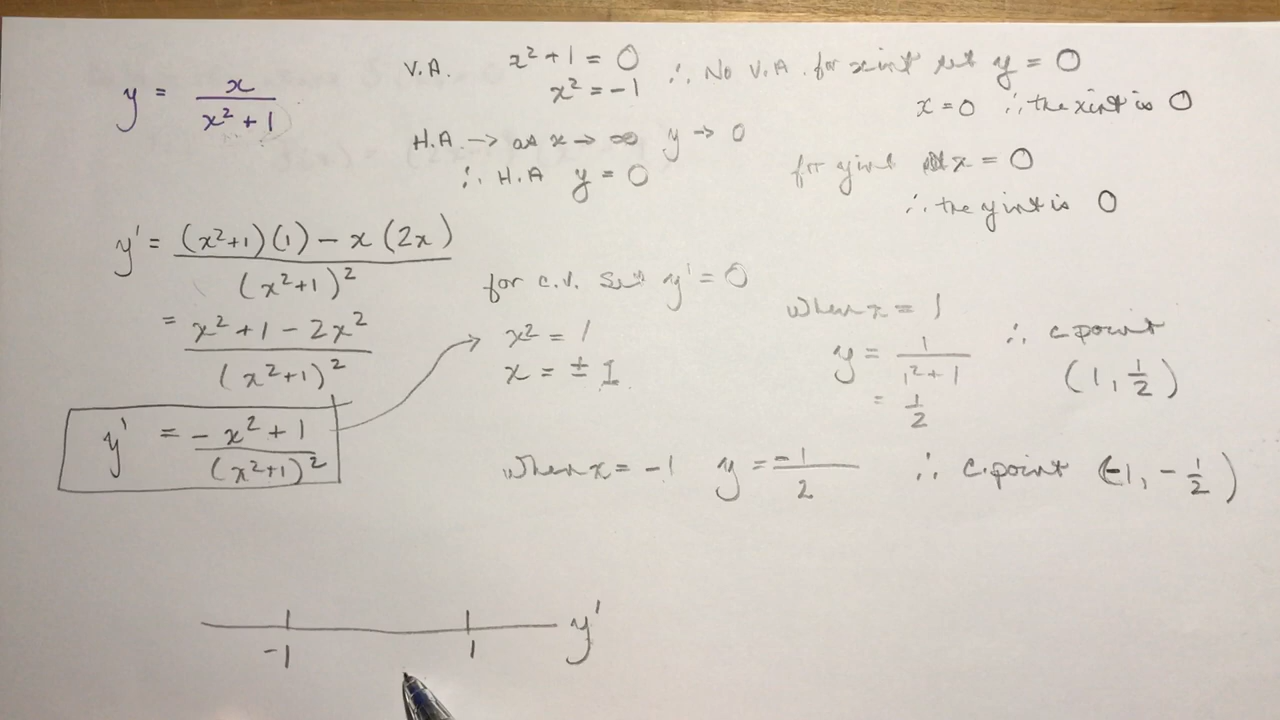 y = x / (x² + 1)
V.A. x² + 1 = 0
x² = -1
∴ No V.A.
H.A. → as x → ∞ y → 0
∴ H.A y = 0
for x int set y = 0
x = 0 ∴ the x int is 0
for y int set x = 0
∴ the y int is 0
y' = ((x²+1)(1) - x(2x)) / (x²+1)²
= (x² + 1 - 2x²) / (x²+1)²
y' = (-x² + 1) / (x²+1)²
for c.v. set y' = 0
x² = 1
x = ± 1
when x = 1
y = 1 / (1² + 1)
= 1/2
∴ c.point
(1, 1/2)
when x = -1 y = -1 / 2 ∴ c.point (-1, -1/2)
y'
-1 1